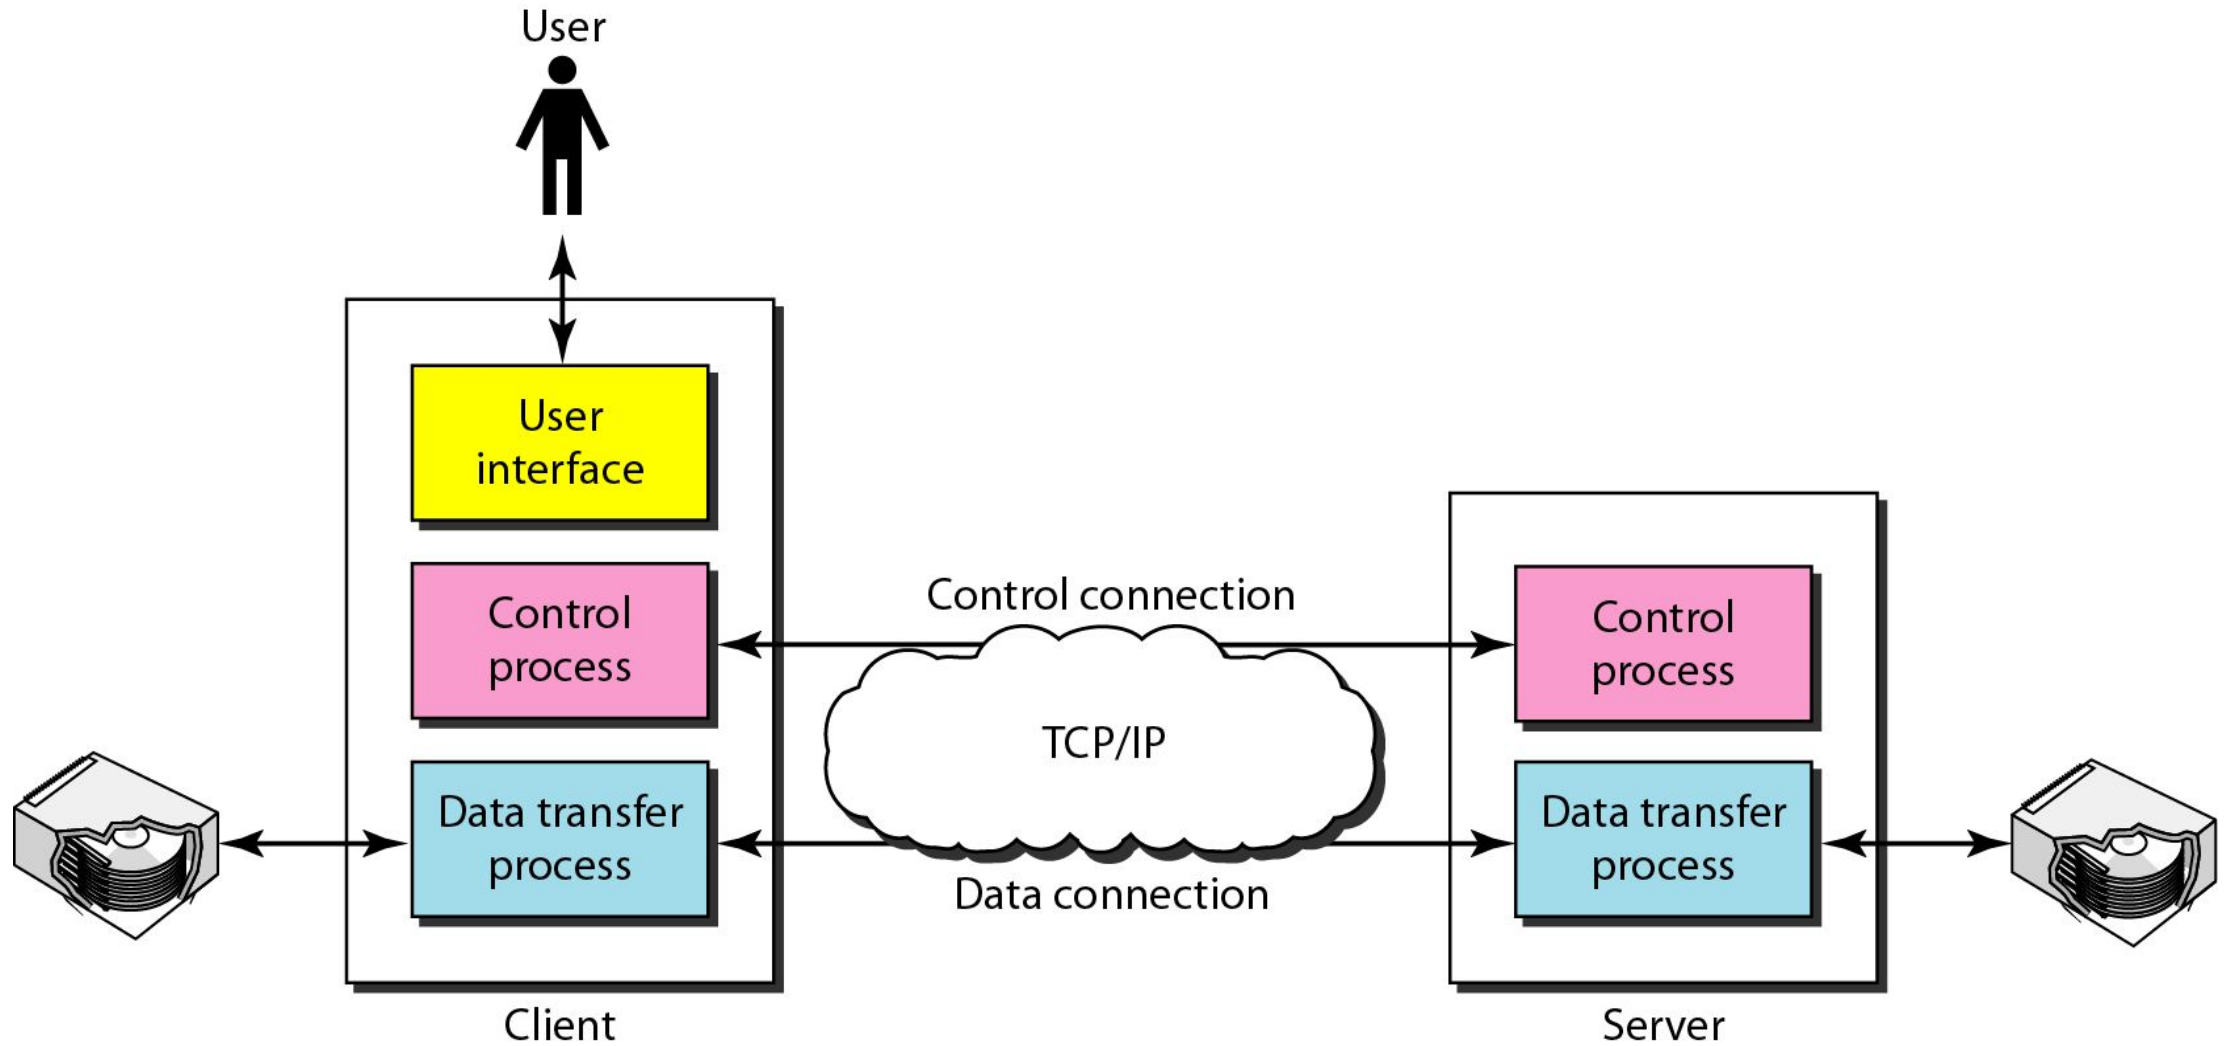 User
User
interface
Control
process
Data transfer
process
Client
Control connection
TCP/IP
Data connection
Control
process
Data transfer
process
Server